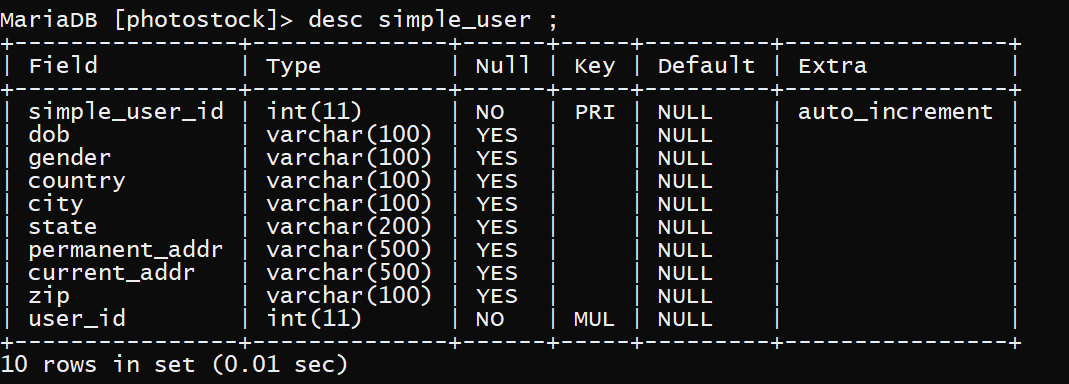 MariaDB [photostock]> desc simple_user ;
+----------------+--------------+------+-----+---------+----------------+
| Field          | Type         | Null | Key | Default | Extra          |
+----------------+--------------+------+-----+---------+----------------+
| simple_user_id | int(11)      | NO   | PRI | NULL    | auto_increment |
| dob            | varchar(100) | YES  |     | NULL    |                |
| gender         | varchar(100) | YES  |     | NULL    |                |
| country        | varchar(100) | YES  |     | NULL    |                |
| city           | varchar(100) | YES  |     | NULL    |                |
| state          | varchar(200) | YES  |     | NULL    |                |
| permanent_addr | varchar(500) | YES  |     | NULL    |                |
| current_addr   | varchar(500) | YES  |     | NULL    |                |
| zip            | varchar(100) | YES  |     | NULL    |                |
| user_id        | int(11)      | NO   | MUL | NULL    |                |
+----------------+--------------+------+-----+---------+----------------+
10 rows in set (0.01 sec)